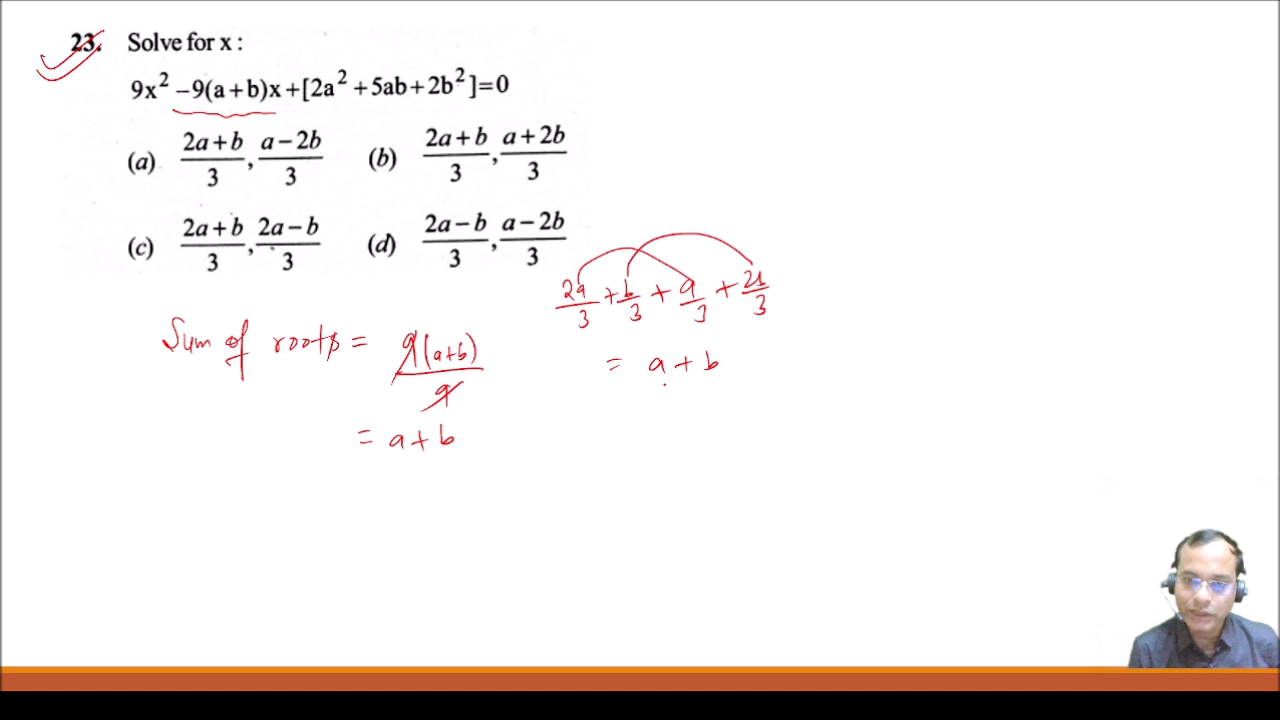 23. Solve for x :
9x² −9(a+b)x+[2a² +5ab+2b²]=0
(a) 2a+b/3, a−2b/3 (b) 2a+b/3, a+2b/3
(c) 2a+b/3, 2a−b/3 (d) 2a−b/3, a−2b/3
2a/3 + b/3 + a/3 + 2b/3
= a+b
Sum of roots = 9(a+b)/9
= a+b